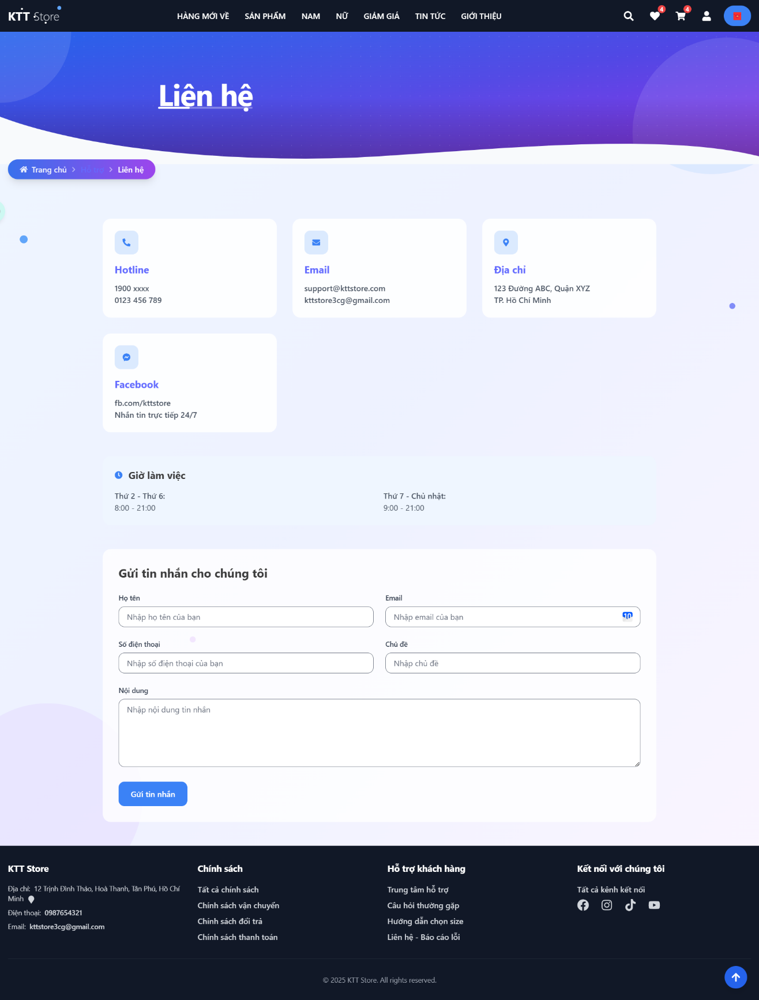 KTT Store
HÀNG MỚI VỀ
SẢN PHẨM
NAM
NỮ
GIẢM GIÁ
TIN TỨC
GIỚI THIỆU
4
4
Liên hệ
Trang chủ
Hỗ trợ
Liên hệ
Hotline
1900 xxxx
0123 456 789
Email
support@kttstore.com
kttstore3cg@gmail.com
Địa chỉ
123 Đường ABC, Quận XYZ
TP. Hồ Chí Minh
Facebook
fb.com/kttstore
Nhắn tin trực tiếp 24/7
Giờ làm việc
Thứ 2 - Thứ 6:
8:00 - 21:00
Thứ 7 - Chủ nhật:
9:00 - 21:00
Gửi tin nhắn cho chúng tôi
Họ tên
Nhập họ tên của bạn
Email
Nhập email của bạn
Số điện thoại
Nhập số điện thoại của bạn
Chủ đề
Nhập chủ đề
Nội dung
Nhập nội dung tin nhắn
Gửi tin nhắn
KTT Store
Địa chỉ: 12 Trịnh Đình Thảo, Hoà Thanh, Tân Phú, Hồ Chí
Minh
Điện thoại: 0987654321
Email: kttstore3cg@gmail.com
Chính sách
Tất cả chính sách
Chính sách vận chuyển
Chính sách đổi trả
Chính sách thanh toán
Hỗ trợ khách hàng
Trung tâm hỗ trợ
Câu hỏi thường gặp
Hướng dẫn chọn size
Liên hệ - Báo cáo lỗi
Kết nối với chúng tôi
Tất cả kênh kết nối
© 2025 KTT Store. All rights reserved.